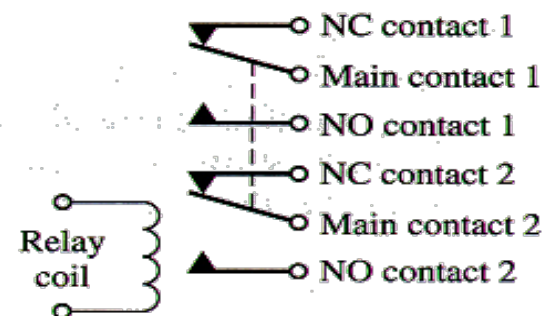 NC contact 1
Main contact 1
NO contact 1
NC contact 2
Main contact 2
NO contact 2
Relay
coil